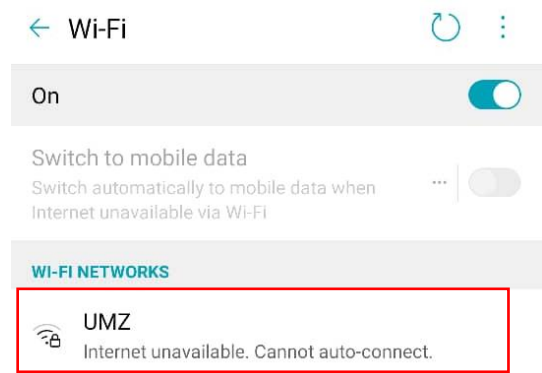 Wi-Fi
On
Switch to mobile data
Switch automatically to mobile data when
Internet unavailable via Wi-Fi
WI-FI NETWORKS
UMZ
Internet unavailable. Cannot auto-connect.